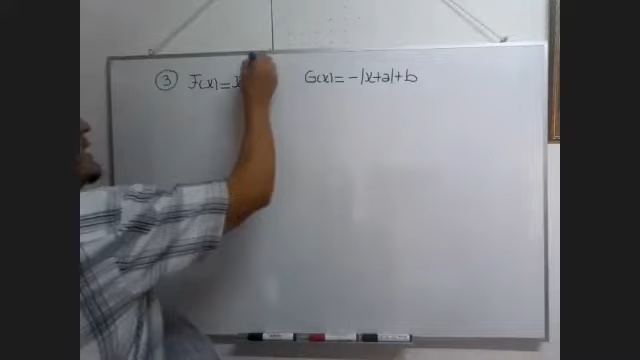 ③ F(x)=x G(x)= -|x+a|+b